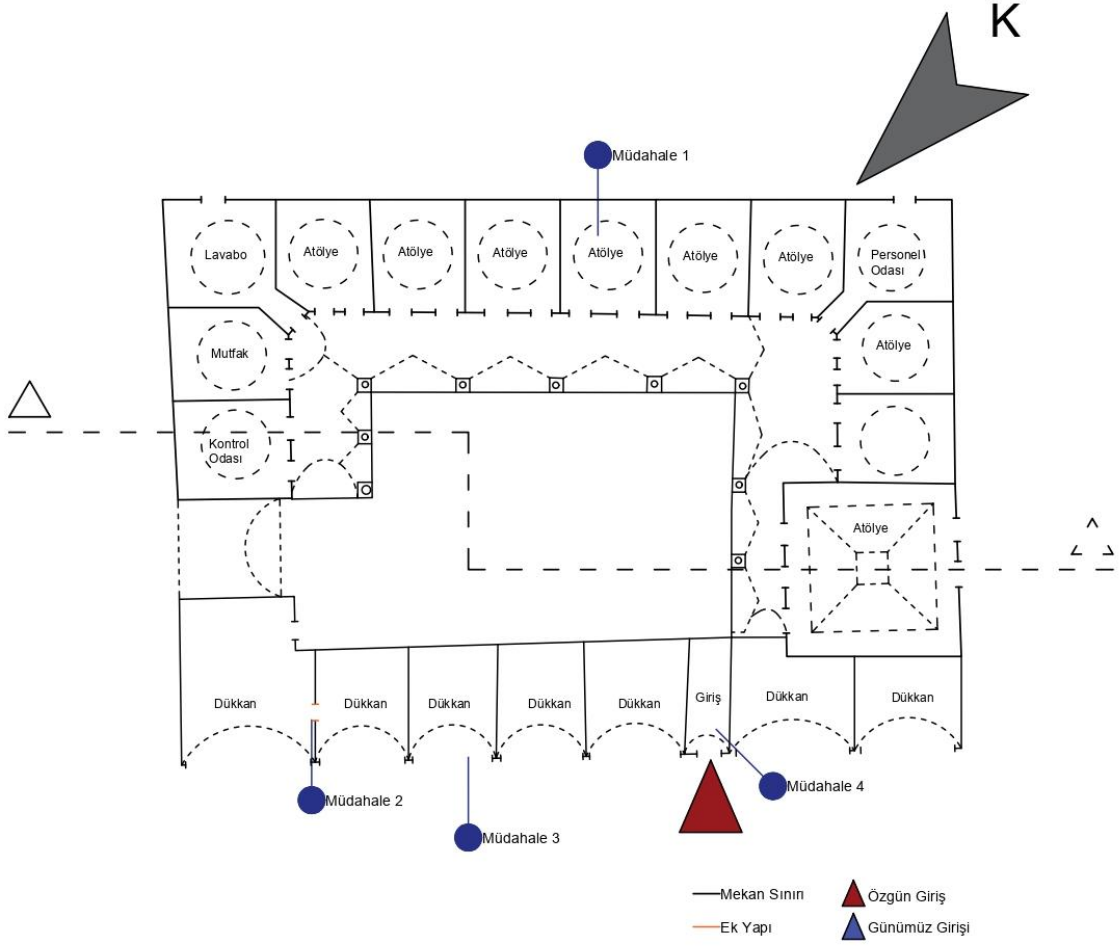 K
Müdahale 1
Lavabo
Atölye
Atölye
Atölye
Atölye
Atölye
Atölye
Personel
Odası
Mutfak
Atölye
Kontrol
Odası
Atölye
Dükkan
Dükkan
Dükkan
Dükkan
Dükkan
Giriş
Dükkan
Dükkan
Müdahale 2
Müdahale 3
Müdahale 4
Mekan Sınırı
Özgün Giriş
Ek Yapı
Günümüz Girişi